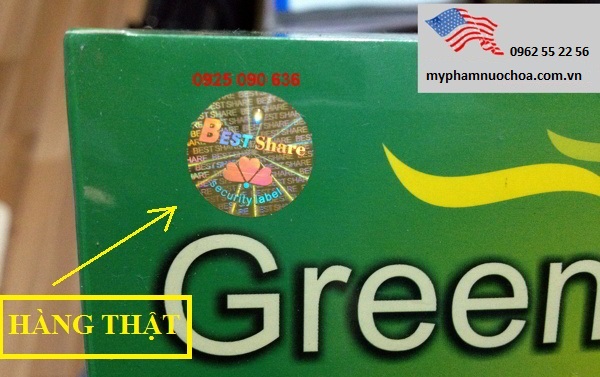 0962 55 22 56
myphamnuochoa.com.vn
0925 090 636
BEST Share
security label
HÀNG THẬT
Green